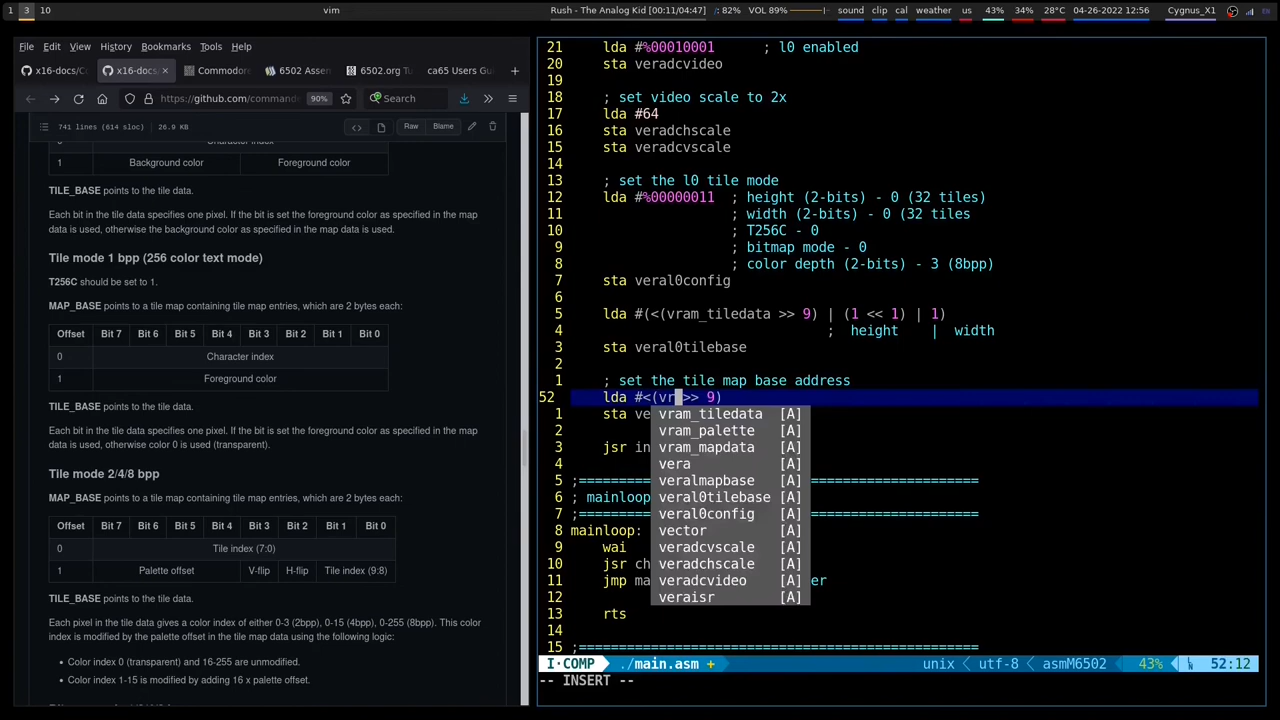 1 3 10 vim Rush - The Analog Kid [00:11/04:47] 82% VOL 89% sound clip cal weather us 43% 34% 28°C 04-26-2022 12:56 Cygnus_X1
File Edit View History Bookmarks Tools Help
x16-docs/Co x16-docs/ Commodore 6502 Assen 6502.org Tu ca65 Users Gu
https://github.com/command 90% Search
741 lines (614 sloc) 26.9 KB Raw Blame
1 Background color Foreground color
TILE_BASE points to the tile data.
Each bit in the tile data specifies one pixel. If the bit is set the foreground color as specified in the map
data is used, otherwise the background color as specified in the map data is used.
Tile mode 1 bpp (256 color text mode)
T256C should be set to 1.
MAP_BASE points to a tile map containing tile map entries, which are 2 bytes each:
Offset Bit 7 Bit 6 Bit 5 Bit 4 Bit 3 Bit 2 Bit 1 Bit 0
0 Character index
1 Foreground color
TILE_BASE points to the tile data.
Each bit in the tile data specifies one pixel. If the bit is set the foreground color as specified in the map
data is used, otherwise color 0 is used (transparent).
Tile mode 2/4/8 bpp
MAP_BASE points to a tile map containing tile map entries, which are 2 bytes each:
Offset Bit 7 Bit 6 Bit 5 Bit 4 Bit 3 Bit 2 Bit 1 Bit 0
0 Tile index (7:0)
1 Palette offset V-flip H-flip Tile index (9:8)
TILE_BASE points to the tile data.
Each pixel in the tile data gives a color index of either 0-3 (2bpp), 0-15 (4bpp), 0-255 (8bpp). This color
index is modified by the palette offset in the tile map data using the following logic:
• Color index 0 (transparent) and 16-255 are unmodified.
• Color index 1-15 is modified by adding 16 x palette offset.
21 lda #%00010001 ; l0 enabled
20 sta veradcvideo
19
18 ; set video scale to 2x
17 lda #64
16 sta veradchscale
15 sta veradcvscale
14
13 ; set the l0 tile mode
12 lda #%00000011 ; height (2-bits) - 0 (32 tiles)
11 ; width (2-bits) - 0 (32 tiles
10 ; T256C - 0
9 ; bitmap mode - 0
8 ; color depth (2-bits) - 3 (8bpp)
7 sta veral0config
6
5 lda #(<(vram_tiledata >> 9) | (1 << 1) | 1)
4 ; height | width
3 sta veral0tilebase
2
1 ; set the tile map base address
52 lda #<(vr >> 9)
1 sta ve vram_tiledata [A]
vram_palette [A]
2
3 jsr in vram_mapdata [A]
4 vera [A]
5 ;========= veralmapbase [A] =====================
6 ; mainloop veral0tilebase [A]
7 ;========= veral0config [A] =====================
8 mainloop: vector [A]
9 wai veradcvscale [A]
10 jsr ch veradchscale [A]
11 jmp ma veradcvideo [A] er
12 veraisr [A]
13 rts
14
15 ;=================================================
I·COMP ./main.asm + unix utf-8 asmM6502 43% 52:12
-- INSERT --